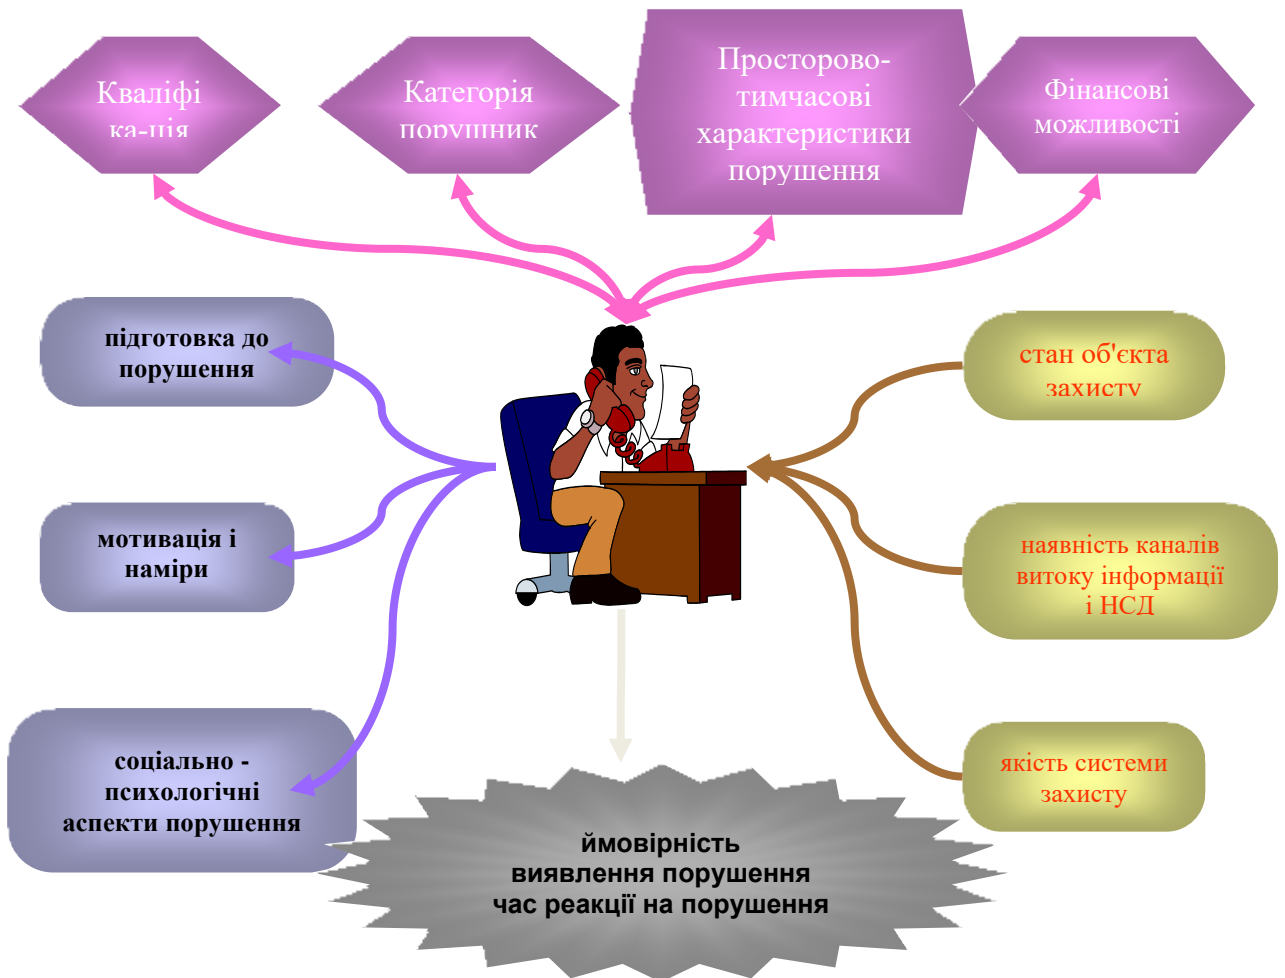 Кваліфі
ка-ція
Категорія
порушник
Просторово-
тимчасові
характеристики
порушення
Фінансові
можливості
підготовка до
порушення
стан об'єкта
захисту
мотивація і
наміри
наявність каналів
витоку інформації
і НСД
соціально -
психологічні
аспекти порушення
якість системи
захисту
ймовірність
виявлення порушення
час реакції на порушення